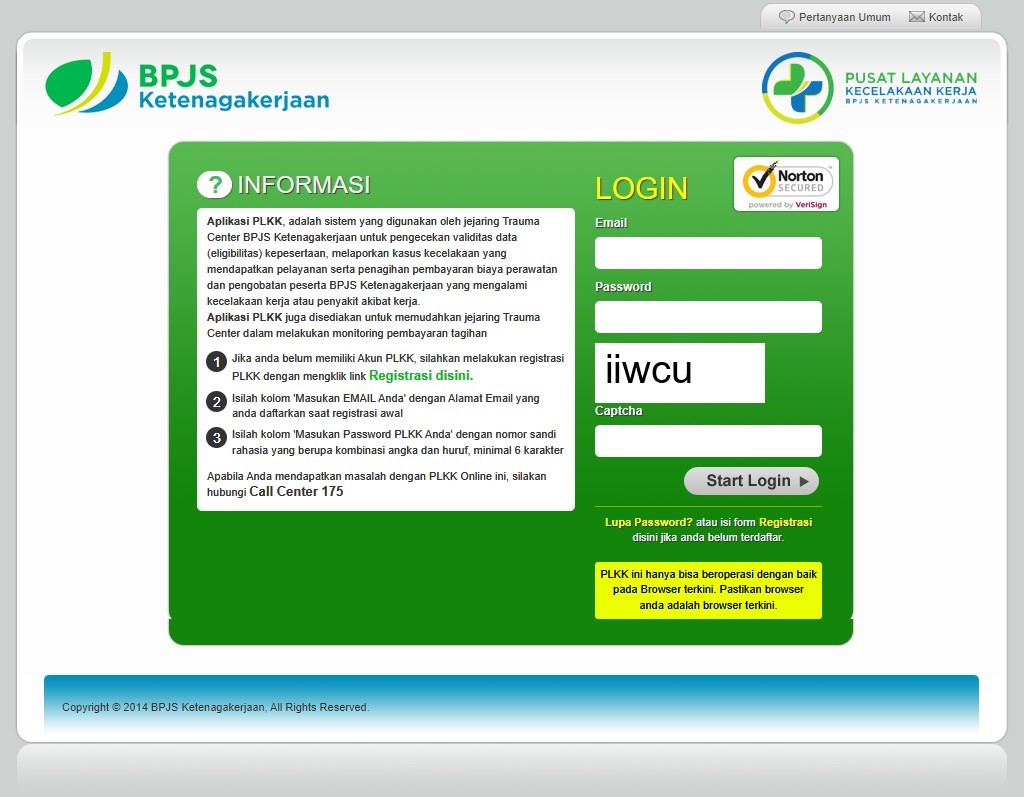 Pertanyaan Umum
Kontak
BPJS
Ketenagakerjaan
PUSAT LAYANAN
KECELAKAAN KERJA
BPJS KETENAGAKERJAAN
? INFORMASI
Aplikasi PLKK, adalah sistem yang digunakan oleh jejaring Trauma
Center BPJS Ketenagakerjaan untuk pengecekan validitas data
(eligibilitas) kepesertaan, melaporkan kasus kecelakaan yang
mendapatkan pelayanan serta penagihan pembayaran biaya perawatan
dan pengobatan peserta BPJS Ketenagakerjaan yang mengalami
kecelakaan kerja atau penyakit akibat kerja.
Aplikasi PLKK juga disediakan untuk memudahkan jejaring Trauma
Center dalam melakukan monitoring pembayaran tagihan
1 Jika anda belum memiliki Akun PLKK, silahkan melakukan registrasi
PLKK dengan mengklik link Registrasi disini.
2 Isilah kolom 'Masukan EMAIL Anda' dengan Alamat Email yang
anda daftarkan saat registrasi awal
3 Isilah kolom 'Masukan Password PLKK Anda' dengan nomor sandi
rahasia yang berupa kombinasi angka dan huruf, minimal 6 karakter
Apabila Anda mendapatkan masalah dengan PLKK Online ini, silakan
hubungi Call Center 175
LOGIN
Norton
SECURED
powered by VeriSign
Email
Password
iiwcu
Captcha
Start Login
Lupa Password? atau isi form Registrasi
disini jika anda belum terdaftar.
PLKK ini hanya bisa beroperasi dengan baik
pada Browser terkini. Pastikan browser
anda adalah browser terkini.
Copyright © 2014 BPJS Ketenagakerjaan, All Rights Reserved.